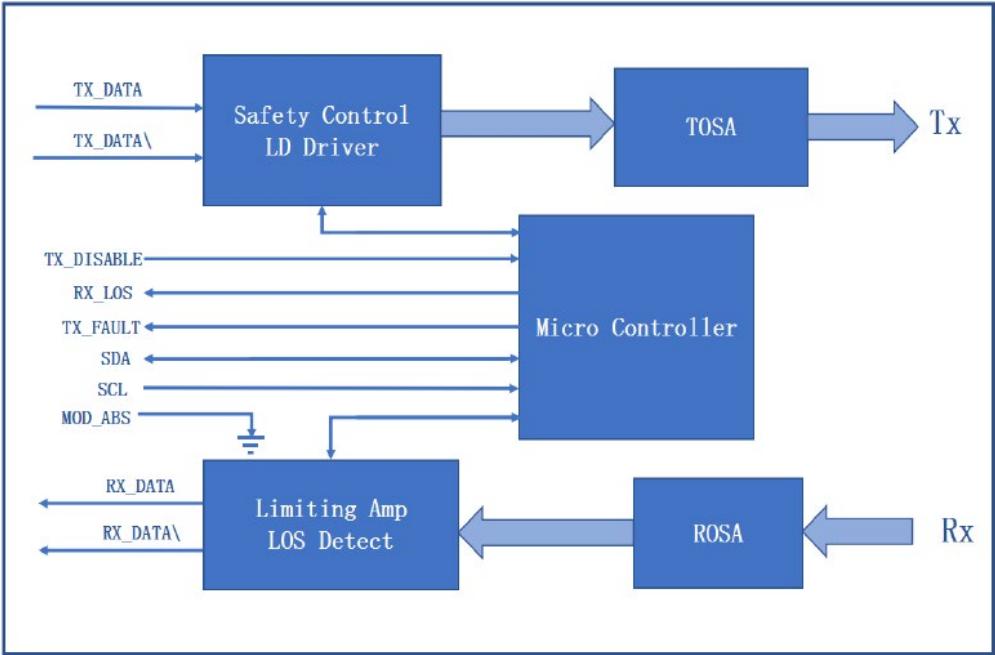 TX_DATA
TX_DATA\
Safety Control
LD Driver
TOSA
Tx
TX_DISABLE
RX_LOS
TX_FAULT
SDA
SCL
MOD_ABS
Micro Controller
RX_DATA
RX_DATA\
Limiting Amp
LOS Detect
ROSA
Rx